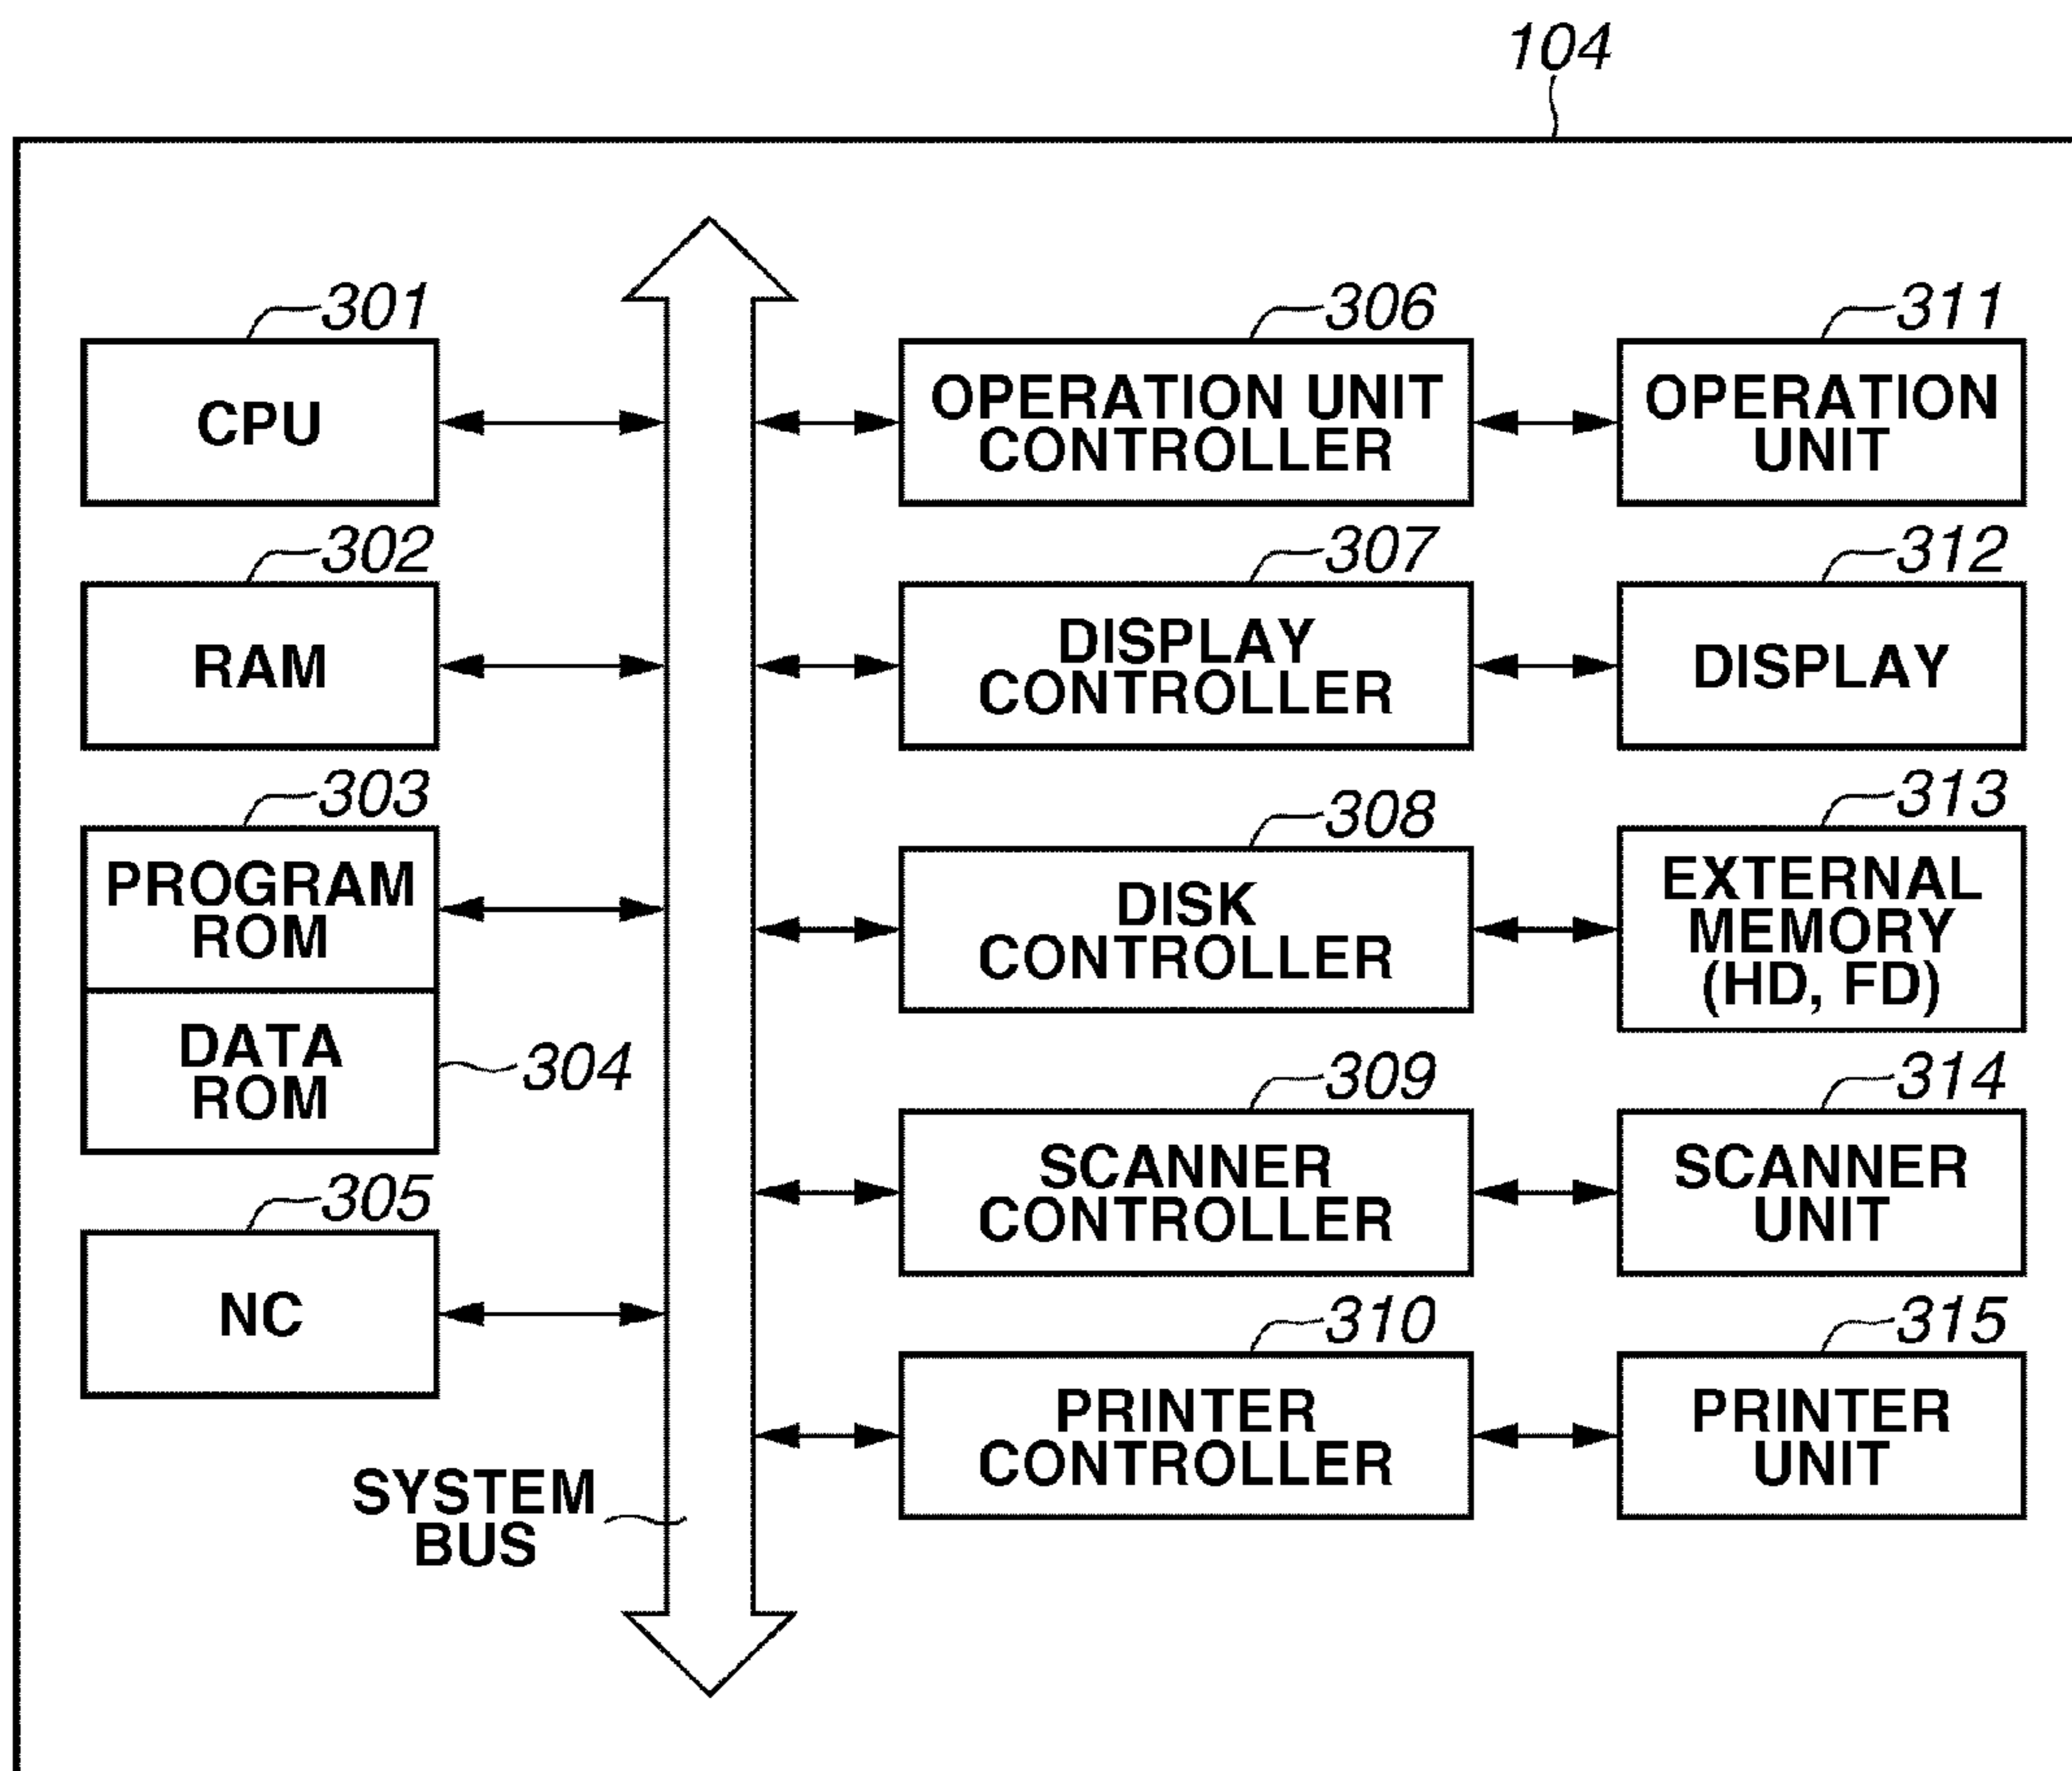 104
301
CPU
302
RAM
303
PROGRAM
ROM
DATA
ROM
304
305
NC
SYSTEM
BUS
306
OPERATION UNIT
CONTROLLER
307
DISPLAY
CONTROLLER
308
DISK
CONTROLLER
309
SCANNER
CONTROLLER
310
PRINTER
CONTROLLER
311
OPERATION
UNIT
312
DISPLAY
313
EXTERNAL
MEMORY
(HD, FD)
314
SCANNER
UNIT
315
PRINTER
UNIT